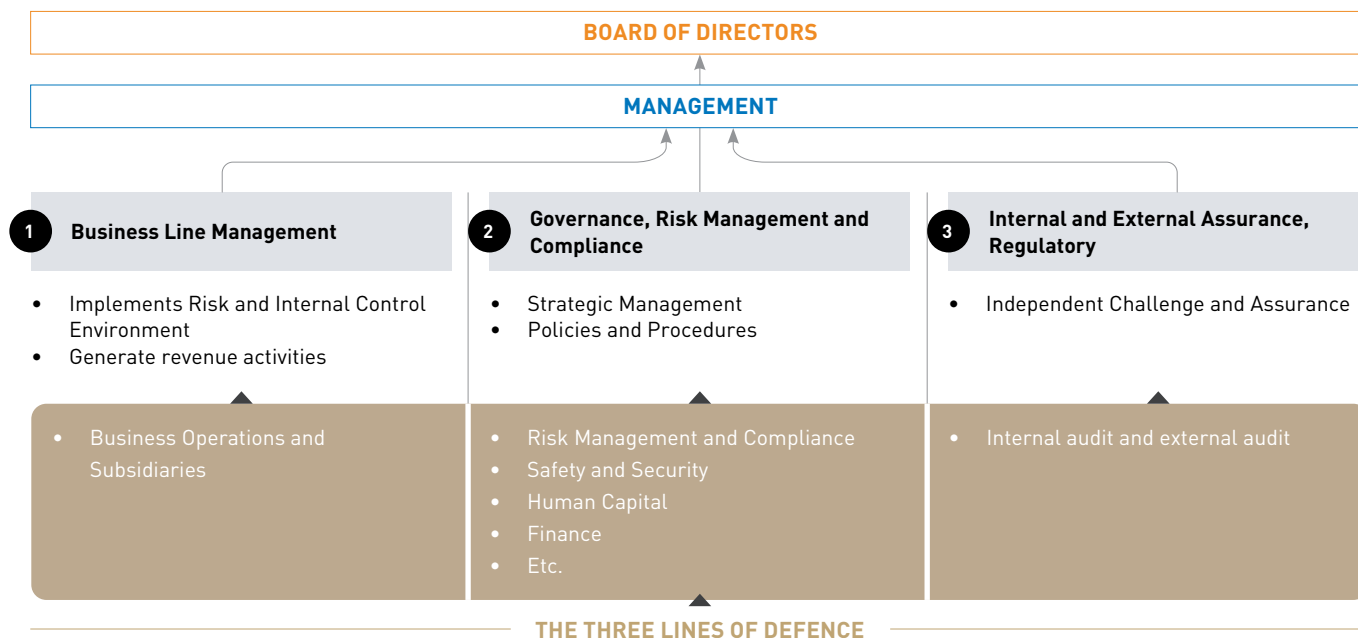 BOARD OF DIRECTORS
MANAGEMENT
1 Business Line Management
• Implements Risk and Internal Control
Environment
• Generate revenue activities
• Business Operations and
Subsidiaries
2 Governance, Risk Management and
Compliance
• Strategic Management
• Policies and Procedures
• Risk Management and Compliance
• Safety and Security
• Human Capital
• Finance
• Etc.
3 Internal and External Assurance,
Regulatory
• Independent Challenge and Assurance
• Internal audit and external audit
THE THREE LINES OF DEFENCE